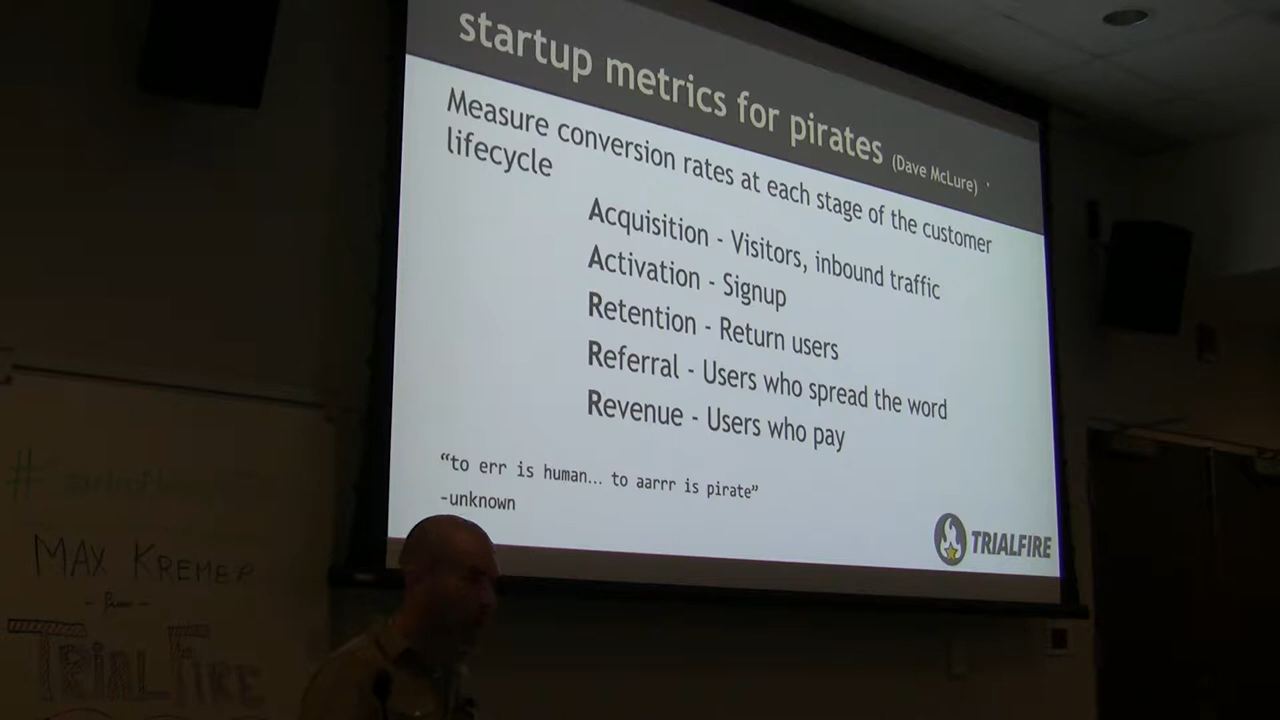 startup metrics for pirates (Dave McLure)
Measure conversion rates at each stage of the customer
lifecycle
Acquisition - Visitors, inbound traffic
Activation - Signup
Retention - Return users
Referral - Users who spread the word
Revenue - Users who pay
“to err is human... to aarrr is pirate”
-unknown
TRIALFIRE
#
MAX KREMER
- from -
TRIALFIRE